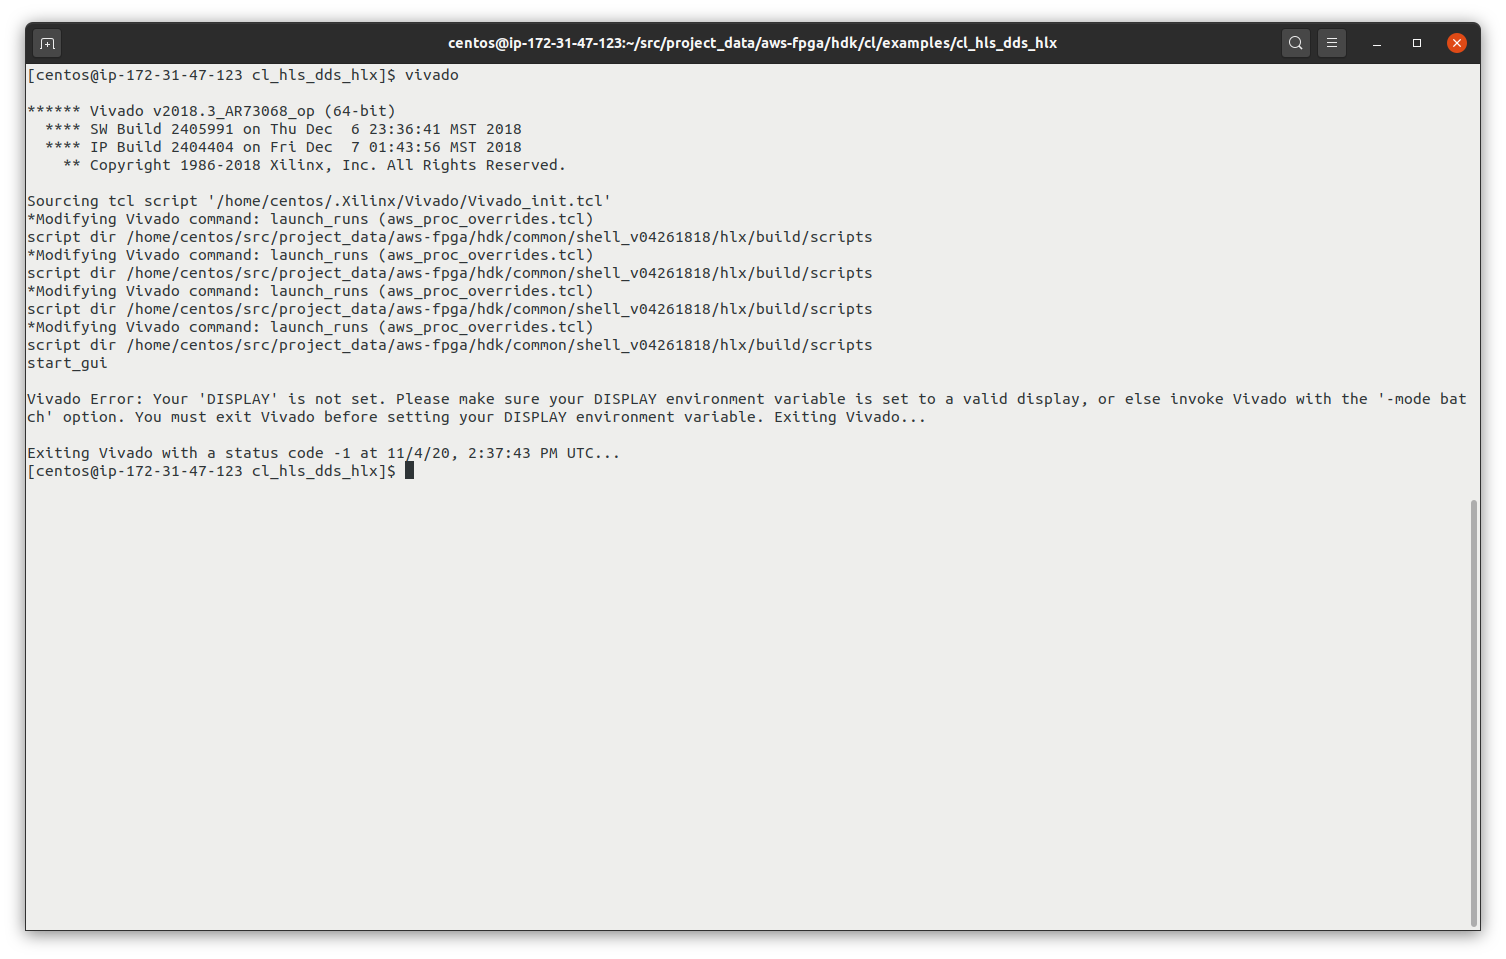 centos@ip-172-31-47-123:~/src/project_data/aws-fpga/hdk/cl/examples/cl_hls_dds_hlx
[centos@ip-172-31-47-123 cl_hls_dds_hlx]$ vivado
****** Vivado v2018.3_AR73068_op (64-bit)
  **** SW Build 2405991 on Thu Dec  6 23:36:41 MST 2018
  **** IP Build 2404404 on Fri Dec  7 01:43:56 MST 2018
    ** Copyright 1986-2018 Xilinx, Inc. All Rights Reserved.
Sourcing tcl script '/home/centos/.Xilinx/Vivado/Vivado_init.tcl'
*Modifying Vivado command: launch_runs (aws_proc_overrides.tcl)
script dir /home/centos/src/project_data/aws-fpga/hdk/common/shell_v04261818/hlx/build/scripts
*Modifying Vivado command: launch_runs (aws_proc_overrides.tcl)
script dir /home/centos/src/project_data/aws-fpga/hdk/common/shell_v04261818/hlx/build/scripts
*Modifying Vivado command: launch_runs (aws_proc_overrides.tcl)
script dir /home/centos/src/project_data/aws-fpga/hdk/common/shell_v04261818/hlx/build/scripts
*Modifying Vivado command: launch_runs (aws_proc_overrides.tcl)
script dir /home/centos/src/project_data/aws-fpga/hdk/common/shell_v04261818/hlx/build/scripts
start_gui
Vivado Error: Your 'DISPLAY' is not set. Please make sure your DISPLAY environment variable is set to a valid display, or else invoke Vivado with the '-mode bat
ch' option. You must exit Vivado before setting your DISPLAY environment variable. Exiting Vivado...
Exiting Vivado with a status code -1 at 11/4/20, 2:37:43 PM UTC...
[centos@ip-172-31-47-123 cl_hls_dds_hlx]$